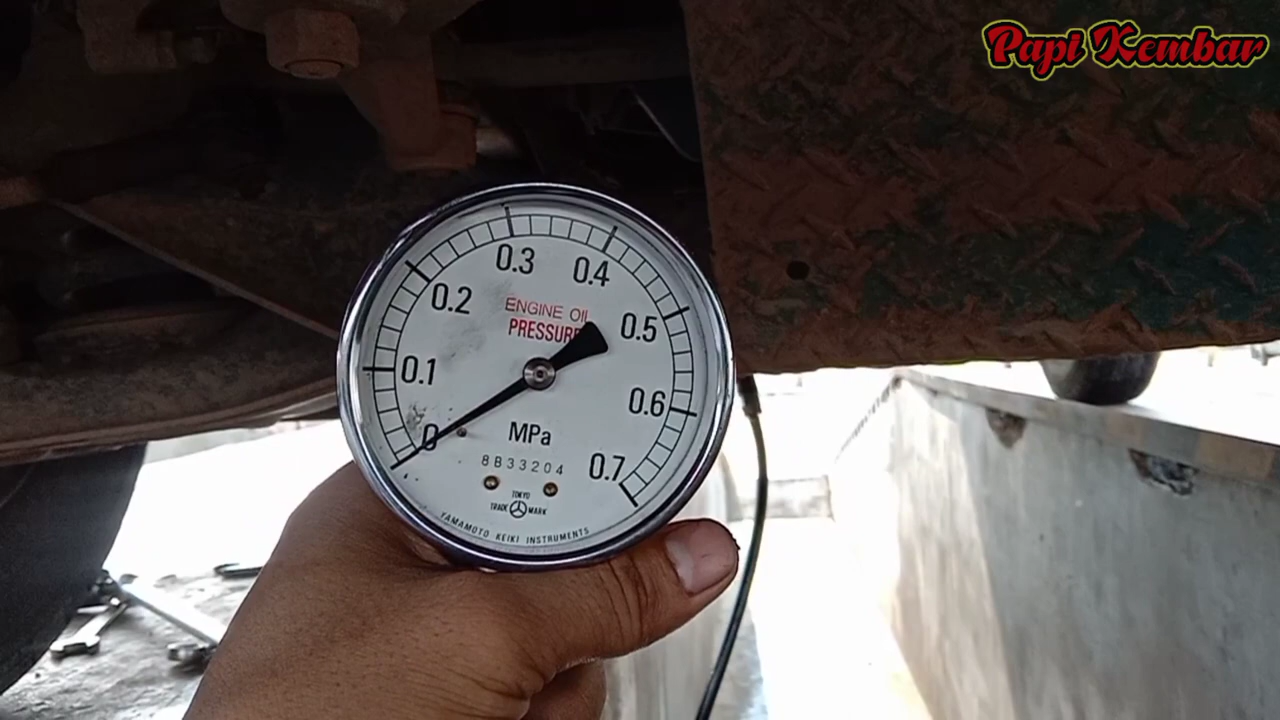 Papi Kembar
0.3
0.4
0.2
ENGINE OIL
PRESSURE
0.5
0.1
0.6
0
MPa
0.7
8B33204
TOKYO
TRADE MARK
YAMAMOTO KEIKI INSTRUMENTS